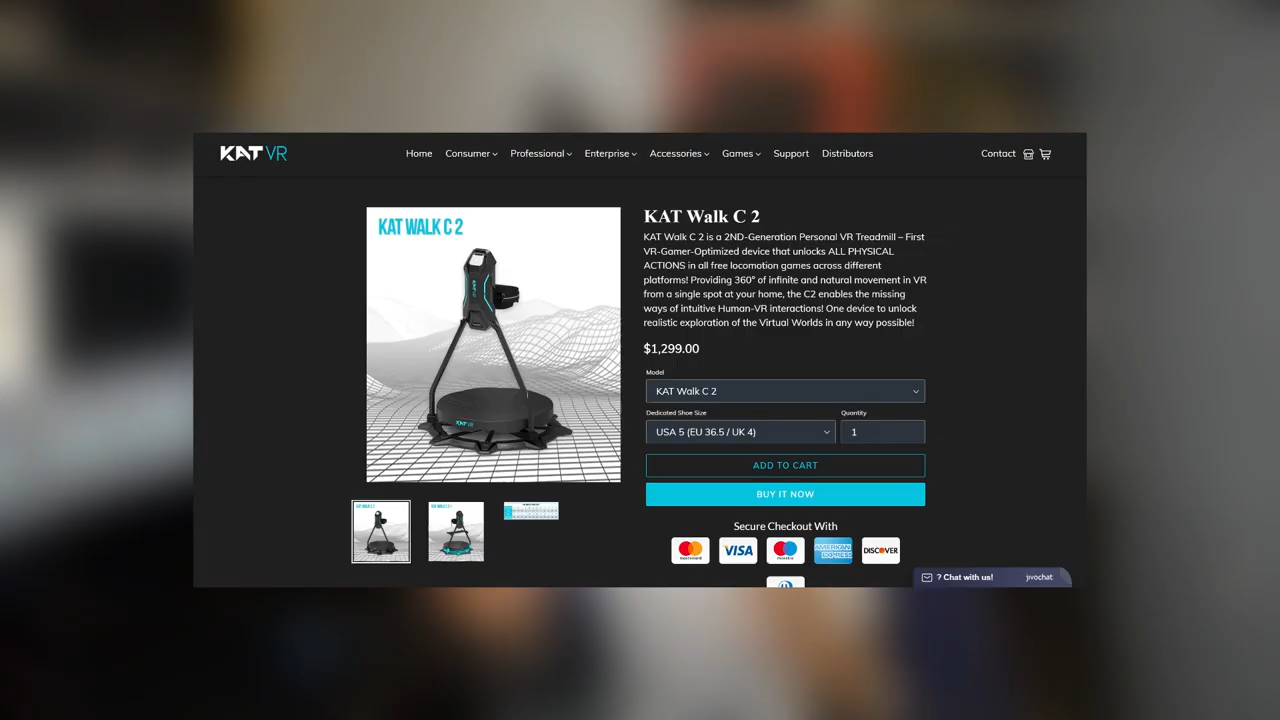 KAT VR
Home
Consumer
Professional
Enterprise
Accessories
Games
Support
Distributors
Contact
KAT WALK C 2
KAT VR
KAT Walk C 2
KAT Walk C 2 is a 2ND-Generation Personal VR Treadmill – First
VR-Gamer-Optimized device that unlocks ALL PHYSICAL
ACTIONS in all free locomotion games across different
platforms! Providing 360° of infinite and natural movement in VR
from a single spot at your home, the C2 enables the missing
ways of intuitive Human-VR interactions! One device to unlock
realistic exploration of the Virtual Worlds in any way possible!
$1,299.00
Model
KAT Walk C 2
Dedicated Shoe Size
Quantity
USA 5 (EU 36.5 / UK 4)
1
ADD TO CART
BUY IT NOW
Secure Checkout With
mastercard
VISA
maestro
AMERICAN
EXPRESS
DISCOVER
? Chat with us!
jivochat